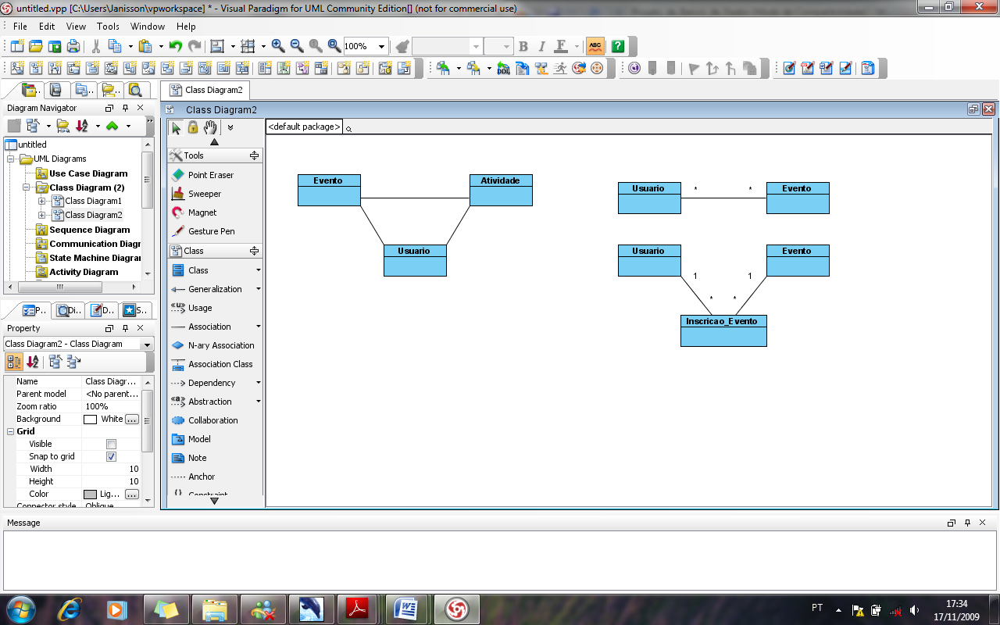 untitled.vpp [C:\Users\Janisson\vpworkspace] * - Visual Paradigm for UML Community Edition[] (not for commercial use)
File Edit View Tools Window Help
100% B I F ABC ?
DDL
Class Diagram2
Diagram Navigator
Class Diagram2
<default package>
untitled
UML Diagrams
Use Case Diagram
Class Diagram (2)
Class Diagram1
Class Diagram2
Sequence Diagram
Communication Diagr
State Machine Diagra
Activity Diagram
P.. Di.. D.. S..
Property
Class Diagram2 - Class Diagram
Name Class Diagr...
Parent model <No parent...
Zoom ratio 100%
Background White ...
Grid
Visible
Snap to grid
Width 10
Height 10
Color Lig... ...
Connector style Oblique
Tools
Point Eraser
Sweeper
Magnet
Gesture Pen
Class
Class
Generalization
«u» Usage
Association
N-ary Association
Association Class
Dependency
«a» Abstraction
Collaboration
Model
Note
Anchor
{} Constraint
Evento Atividade
Usuario
Usuario * * Evento
Usuario Evento
1 1
* *
Inscricao_Evento
Message
PT 17:34
17/11/2009